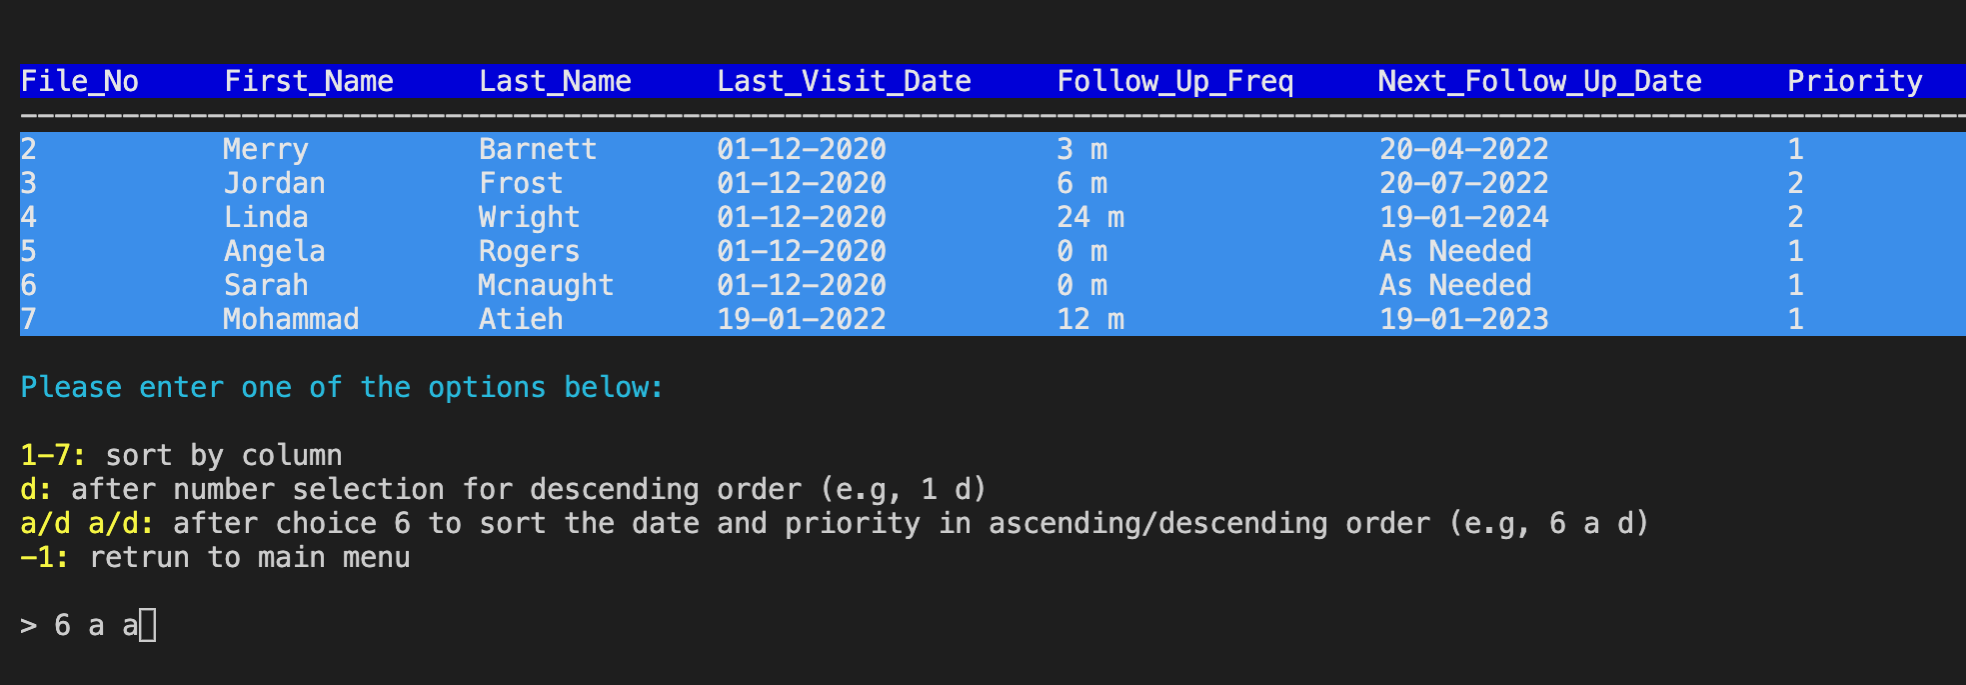 File_No First_Name Last_Name Last_Visit_Date Follow_Up_Freq Next_Follow_Up_Date Priority
2 Merry Barnett 01-12-2020 3 m 20-04-2022 1
3 Jordan Frost 01-12-2020 6 m 20-07-2022 2
4 Linda Wright 01-12-2020 24 m 19-01-2024 2
5 Angela Rogers 01-12-2020 0 m As Needed 1
6 Sarah Mcnaught 01-12-2020 0 m As Needed 1
7 Mohammad Atieh 19-01-2022 12 m 19-01-2023 1
Please enter one of the options below:
1-7: sort by column
d: after number selection for descending order (e.g, 1 d)
a/d a/d: after choice 6 to sort the date and priority in ascending/descending order (e.g, 6 a d)
-1: retrun to main menu
> 6 a a